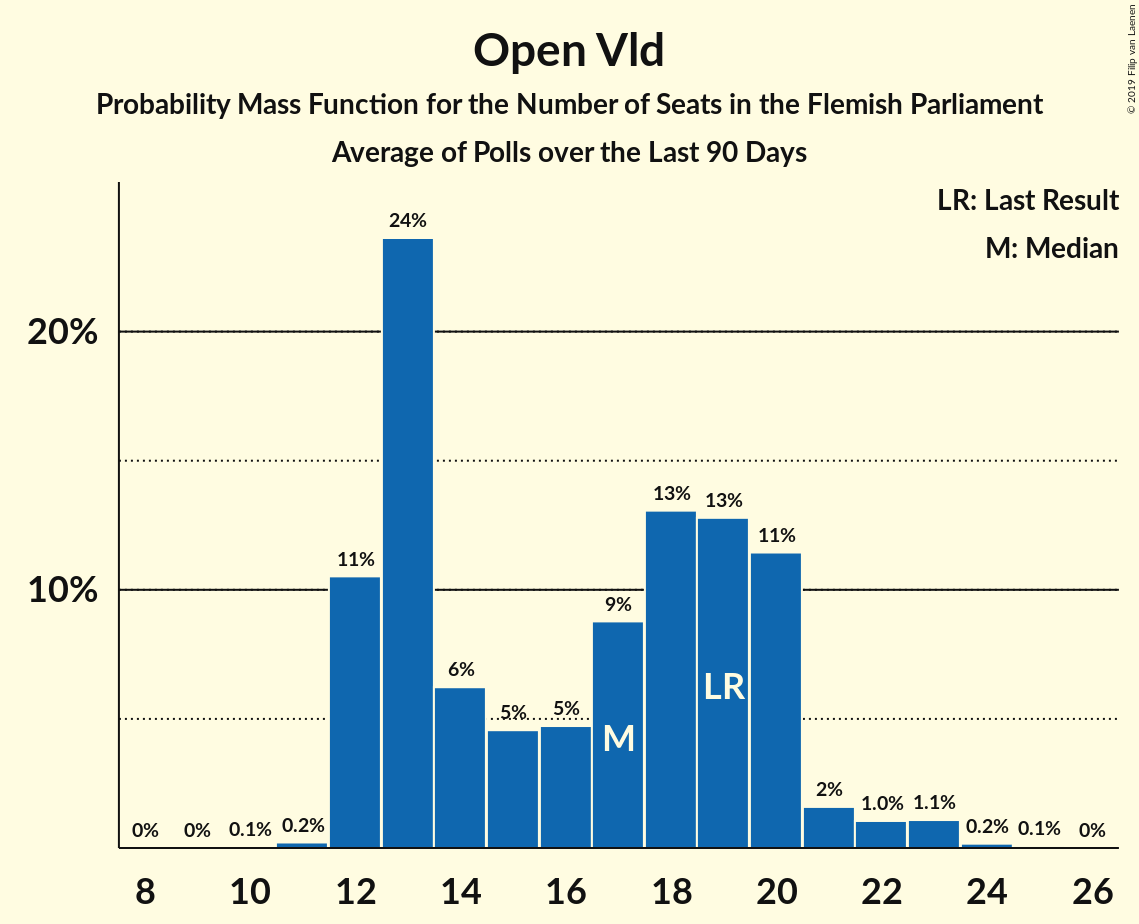 Open Vld
Probability Mass Function for the Number of Seats in the Flemish Parliament
Average of Polls over the Last 90 Days
© 2019 Filip van Laenen
LR: Last Result
M: Median
20%
10%
0%
0%
0.1%
0.2%
11%
24%
6%
5%
5%
9%
13%
13%
11%
2%
1.0%
1.1%
0.2%
0.1%
0%
M
LR
8 10 12 14 16 18 20 22 24 26